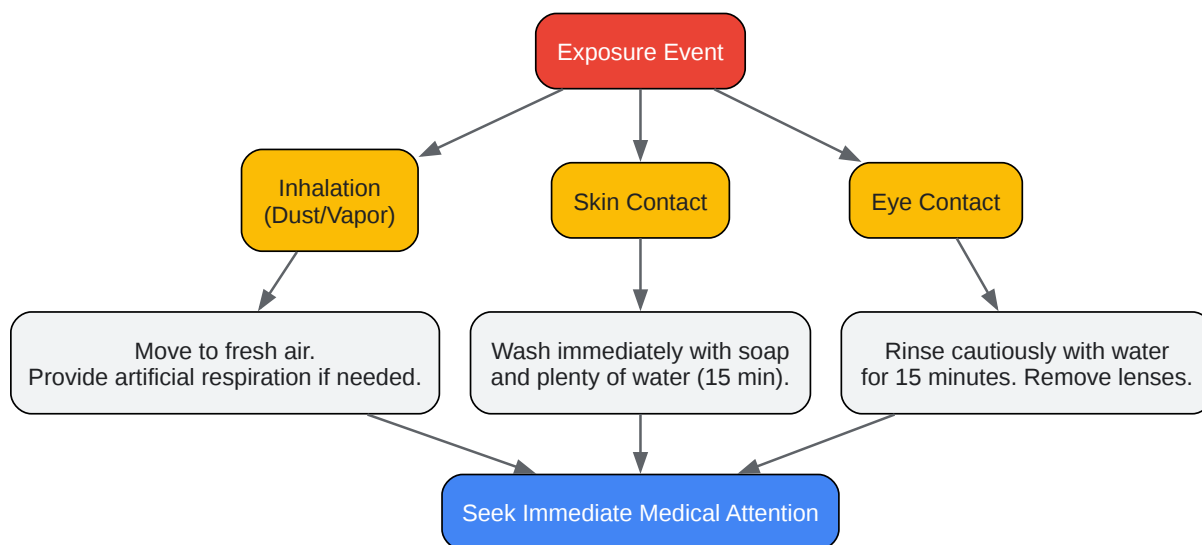 Exposure Event
Inhalation
(Dust/Vapor)
Skin Contact
Eye Contact
Move to fresh air.
Provide artificial respiration if needed.
Wash immediately with soap
and plenty of water (15 min).
Rinse cautiously with water
for 15 minutes. Remove lenses.
Seek Immediate Medical Attention